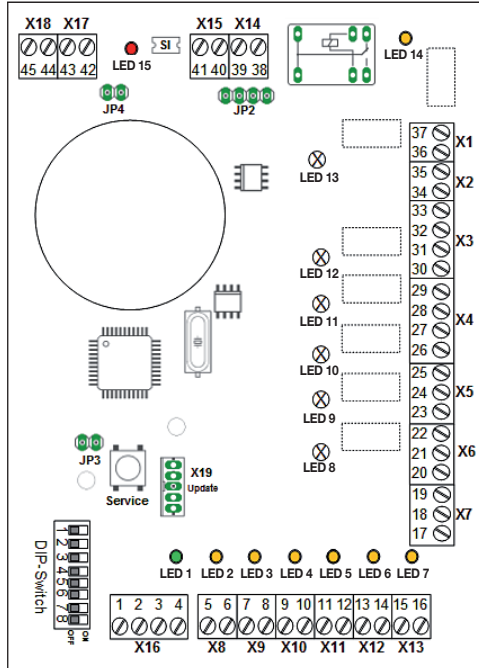 X18 X17 X15 X14
45 44 43 42 LED 15 SI 41 40 39 38 LED 14
JP4 JP2
37 X1
36
LED 13
35 X2
34
33
32 X3
31
30
LED 12
29
28 X4
27
26
LED 11
LED 10
25
24 X5
23
LED 9
22
21 X6
20
LED 8
19
18 X7
17
JP3
Service
X19
Update
DIP-Switch
1
2
3
4
5
6
7
8
OFF ON
LED 1 LED 2 LED 3 LED 4 LED 5 LED 6 LED 7
1 2 3 4 5 6 7 8 9 10 11 12 13 14 15 16
X16 X8 X9 X10 X11 X12 X13